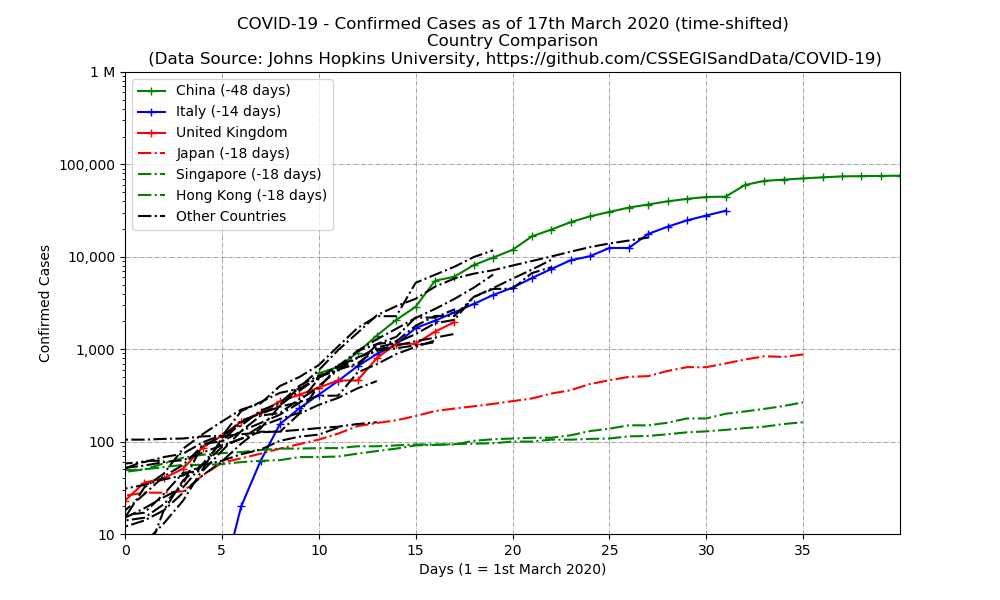 COVID-19 - Confirmed Cases as of 17th March 2020 (time-shifted)
Country Comparison
(Data Source: Johns Hopkins University, https://github.com/CSSEGISandData/COVID-19)
1 M
100,000
10,000
1,000
100
10
Confirmed Cases
China (-48 days)
Italy (-14 days)
United Kingdom
Japan (-18 days)
Singapore (-18 days)
Hong Kong (-18 days)
Other Countries
0 5 10 15 20 25 30 35
Days (1 = 1st March 2020)